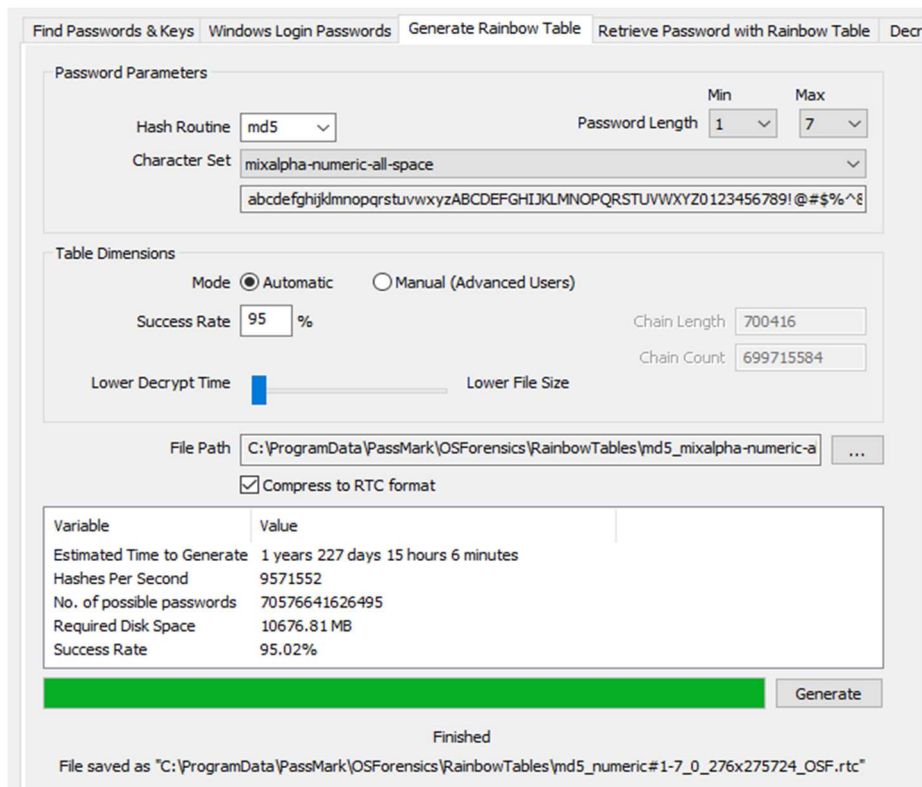 Find Passwords & Keys Windows Login Passwords Generate Rainbow Table Retrieve Password with Rainbow Table Decr
Password Parameters
Min Max
Hash Routine md5 Password Length 1 7
Character Set mixalpha-numeric-all-space
abcdefghijklmnopqrstuvwxyzABCDEFGHIJKLMNOPQRSTUVWXYZ0123456789!@#$%^&
Table Dimensions
Mode Automatic Manual (Advanced Users)
Success Rate 95 % Chain Length 700416
Chain Count 699715584
Lower Decrypt Time Lower File Size
File Path C:\ProgramData\PassMark\OSForensics\RainbowTables\md5_mixalpha-numeric-a ...
Compress to RTC format
Variable Value
Estimated Time to Generate 1 years 227 days 15 hours 6 minutes
Hashes Per Second 9571552
No. of possible passwords 70576641626495
Required Disk Space 10676.81 MB
Success Rate 95.02%
Generate
Finished
File saved as "C:\ProgramData\PassMark\OSForensics\RainbowTables\md5_numeric#1-7_0_276x275724_OSF.rtc"